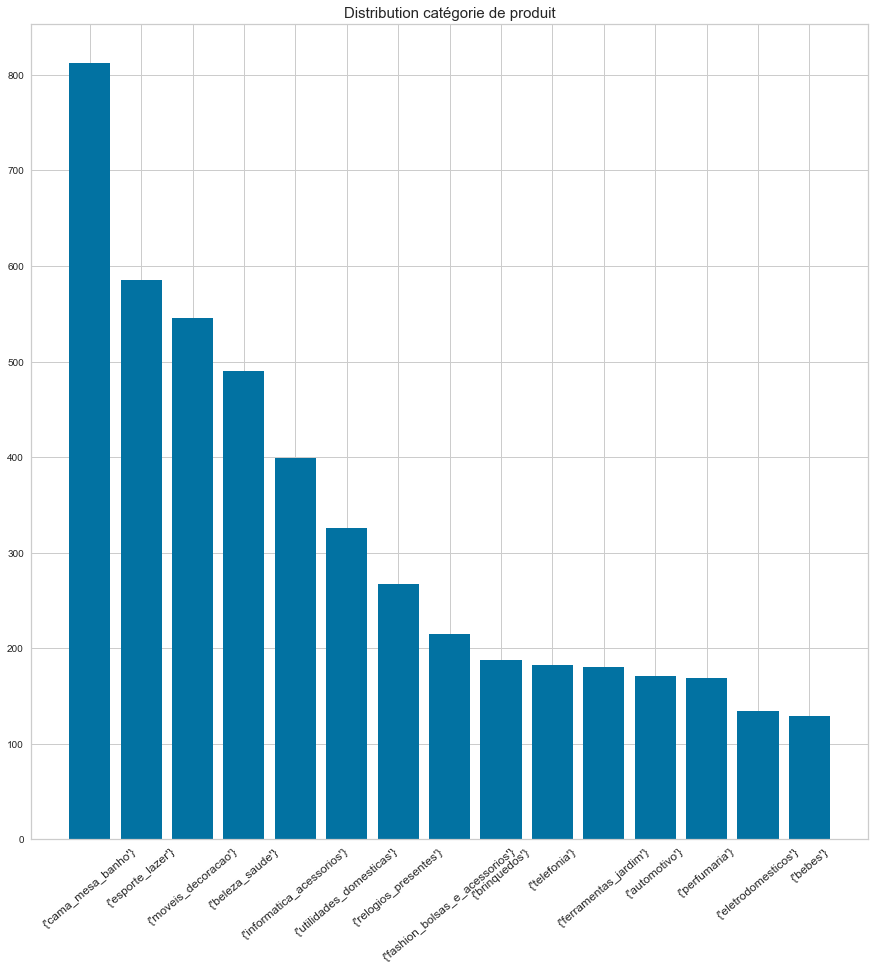 Distribution catégorie de produit
800
700
600
500
400
300
200
100
0
{'cama_mesa_banho'}
{'esporte_lazer'}
{'moveis_decoracao'}
{'beleza_saude'}
{'informatica_acessorios'}
{'utilidades_domesticas'}
{'relogios_presentes'}
{'fashion_bolsas_e_acessorios'}
{'brinquedos'}
{'telefonia'}
{'ferramentas_jardim'}
{'automotivo'}
{'perfumaria'}
{'eletrodomesticos'}
{'bebes'}